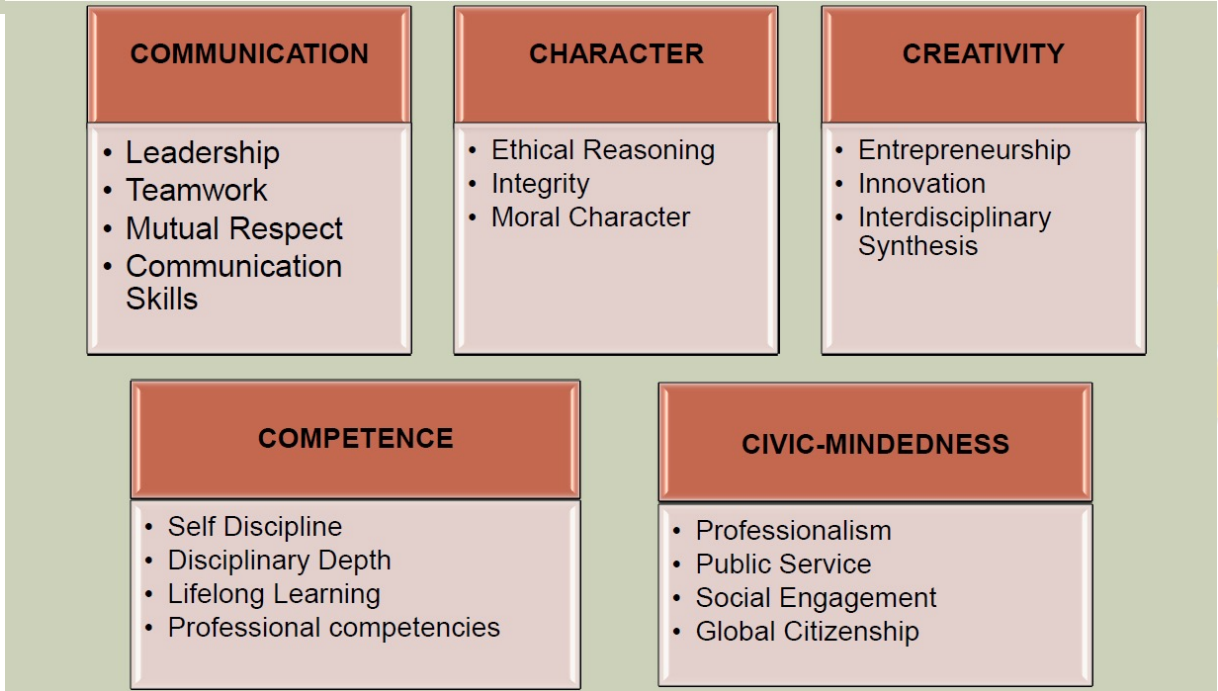 COMMUNICATION
• Leadership
• Teamwork
• Mutual Respect
• Communication
Skills
CHARACTER
• Ethical Reasoning
• Integrity
• Moral Character
CREATIVITY
• Entrepreneurship
• Innovation
• Interdisciplinary
Synthesis
COMPETENCE
• Self Discipline
• Disciplinary Depth
• Lifelong Learning
• Professional competencies
CIVIC-MINDEDNESS
• Professionalism
• Public Service
• Social Engagement
• Global Citizenship